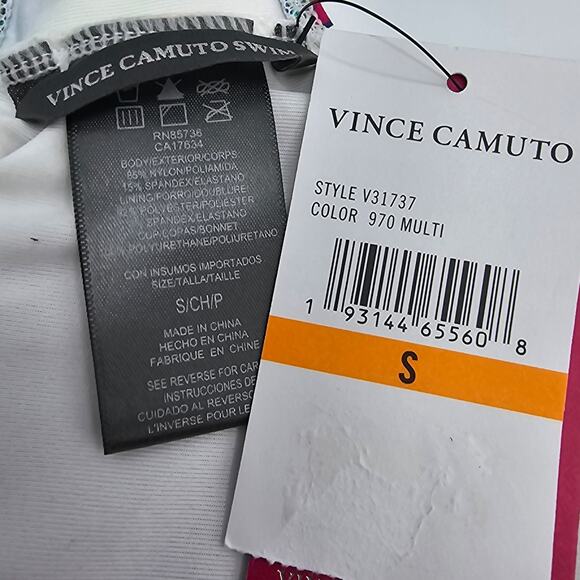 VINCE CAMUTO SWIM
RN85736
CA17634
BODY/EXTERIOR/CORPS
85% NYLON/POLIAMIDA
15% SPANDEX/ELASTANO
LINING/FORRO/DOUBLURE
POLYESTER/POLIÉSTER
SPANDEX/ELASTANO
CUP/COPAS/BONNET
POLYURETHANE/POLIURETANO
CON INSUMOS IMPORTADOS
SIZE/TALLA/TAILLE
S/CH/P
MADE IN CHINA
HECHO EN CHINA
FABRIQUE EN CHINE
SEE REVERSE FOR CAR
INSTRUCCIONES DE
CUIDADO AL REVERSO
L'INVERSE POUR LE
VINCE CAMUTO
STYLE V31737
COLOR 970 MULTI
1 93144 65560 8
S